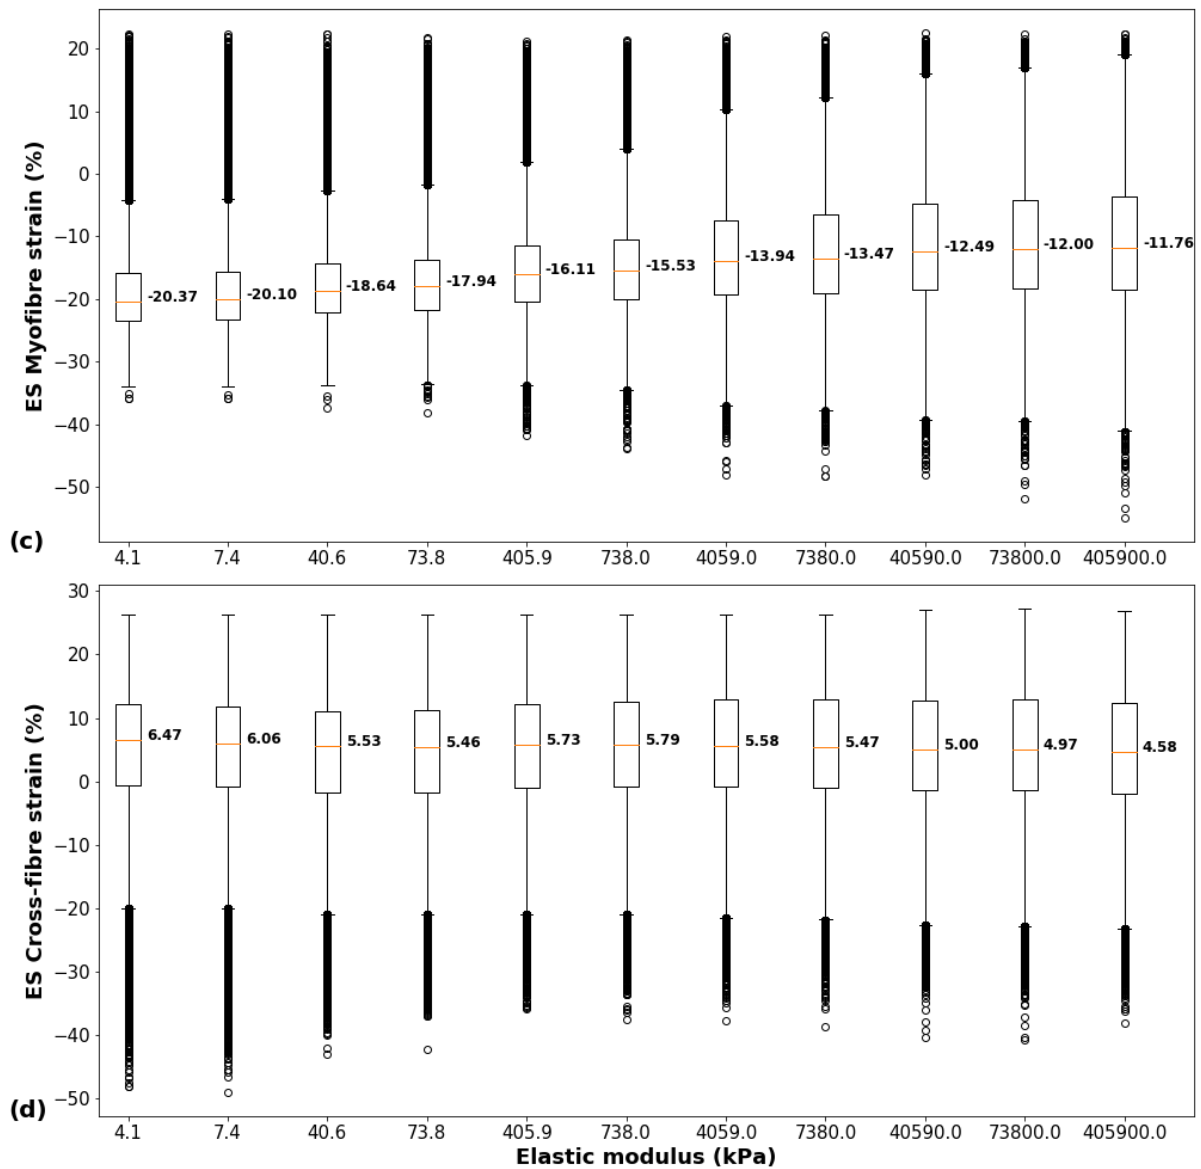 ES Myofibre strain (%)
20
10
0
−10
−20
−30
−40
−50
-20.37 -20.10 -18.64 -17.94 -16.11 -15.53 -13.94 -13.47 -12.49 -12.00 -11.76
(c)
4.1 7.4 40.6 73.8 405.9 738.0 4059.0 7380.0 40590.0 73800.0 405900.0
ES Cross-fibre strain (%)
30
20
10
0
−10
−20
−30
−40
−50
6.47 6.06 5.53 5.46 5.73 5.79 5.58 5.47 5.00 4.97 4.58
(d)
4.1 7.4 40.6 73.8 405.9 738.0 4059.0 7380.0 40590.0 73800.0 405900.0
Elastic modulus (kPa)